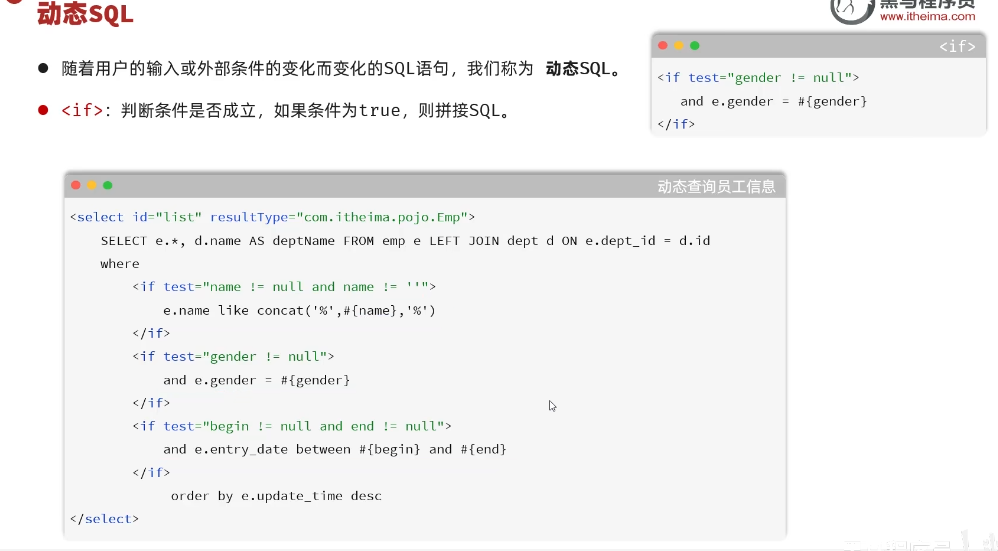 动态SQL
www.itheima.com
随着用户的输入或外部条件的变化而变化的SQL语句，我们称为 动态SQL。
<if>：判断条件是否成立，如果条件为true，则拼接SQL。
<if>
<if test="gender != null">
and e.gender = #{gender}
</if>
动态查询员工信息
<select id="list" resultType="com.itheima.pojo.Emp">
SELECT e.*, d.name AS deptName FROM emp e LEFT JOIN dept d ON e.dept_id = d.id
where
<if test="name != null and name != ''">
e.name like concat('%',#{name},'%')
</if>
<if test="gender != null">
and e.gender = #{gender}
</if>
<if test="begin != null and end != null">
and e.entry_date between #{begin} and #{end}
</if>
order by e.update_time desc
</select>